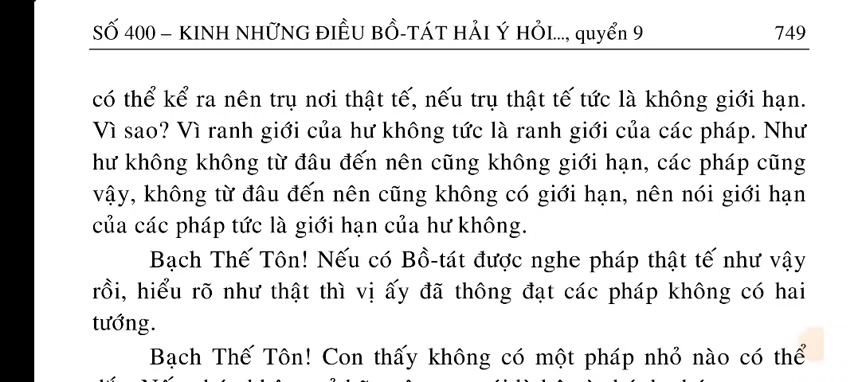 SỐ 400 – KINH NHỮNG ĐIỀU BỒ-TÁT HẢI Ý HỎI..., quyển 9 749
có thể kể ra nên trụ nơi thật tế, nếu trụ thật tế tức là không giới hạn.
Vì sao? Vì ranh giới của hư không tức là ranh giới của các pháp. Như
hư không không từ đâu đến nên cũng không giới hạn, các pháp cũng
vậy, không từ đâu đến nên cũng không có giới hạn, nên nói giới hạn
của các pháp tức là giới hạn của hư không.
Bạch Thế Tôn! Nếu có Bồ-tát được nghe pháp thật tế như vậy
rồi, hiểu rõ như thật thì vị ấy đã thông đạt các pháp không có hai
tướng.
Bạch Thế Tôn! Con thấy không có một pháp nhỏ nào có thể